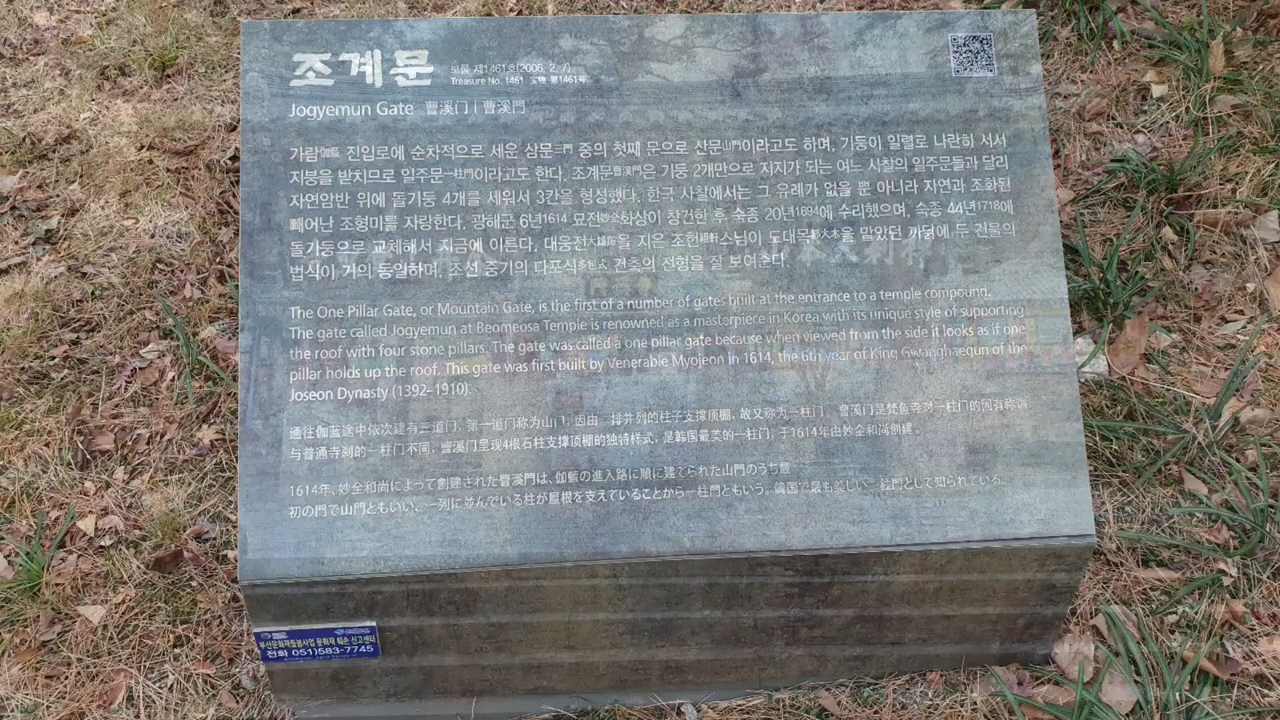 조계문 보물 제1461호(2006. 2. 7)
Treasure No. 1461 宝物 第1461号
Jogyemun Gate 曹溪门 | 曹溪門
가람伽藍 진입로에 순차적으로 세운 삼문三門 중의 첫째 문으로 산문山門이라고도 하며, 기둥이 일렬로 나란히 서서
지붕을 받치므로 일주문一柱門이라고도 한다. 조계문曹溪門은 기둥 2개만으로 지지가 되는 어느 사찰의 일주문들과 달리
자연암반 위에 돌기둥 4개를 세워서 3칸을 형성했다. 한국 사찰에서는 그 유례가 없을 뿐 아니라 자연과 조화된
빼어난 조형미를 자랑한다. 광해군 6년1614 묘전妙全화상이 창건한 후 숙종 20년1694에 수리했으며, 숙종 44년1718에
돌기둥으로 교체해서 지금에 이른다. 대웅전大雄殿을 지은 조헌祖軒스님이 도대목都大木을 맡았던 까닭에 두 건물의
법식이 거의 동일하며, 조선 중기의 다포식多包式 건축의 전형을 잘 보여준다.
The One Pillar Gate, or Mountain Gate, is the first of a number of gates built at the entrance to a temple compound.
The gate called Jogyemun at Beomeosa Temple is renowned as a masterpiece in Korea with its unique style of supporting
the roof with four stone pillars. The gate was called a one pillar gate because when viewed from the side it looks as if one
pillar holds up the roof. This gate was first built by Venerable Myojeon in 1614, the 6th year of King Gwanghaegun of the
Joseon Dynasty (1392–1910).
通往伽蓝途中依次建有三道门，第一道门称为山门，因由一排并列的柱子支撑顶棚，故又称为一柱门。 曹溪门是梵鱼寺对一柱门的固有称谓，
与普通寺刹的一柱门不同，曹溪门呈现4根石柱支撑顶棚的独特样式，是韩国最美的一柱门，于1614年由妙全和尚创建。
1614年、妙全和尚によって創建された曹溪門は、伽藍の進入路に順に建てられた山門のうち最
初の門で山門ともいい、一列に並んでいる柱が屋根を支えていることから一柱門ともいう。韓国で最も美しい一柱門として知られている。
부산문화재돌봄사업 문화재 훼손 신고센터
전화 051)583-7745